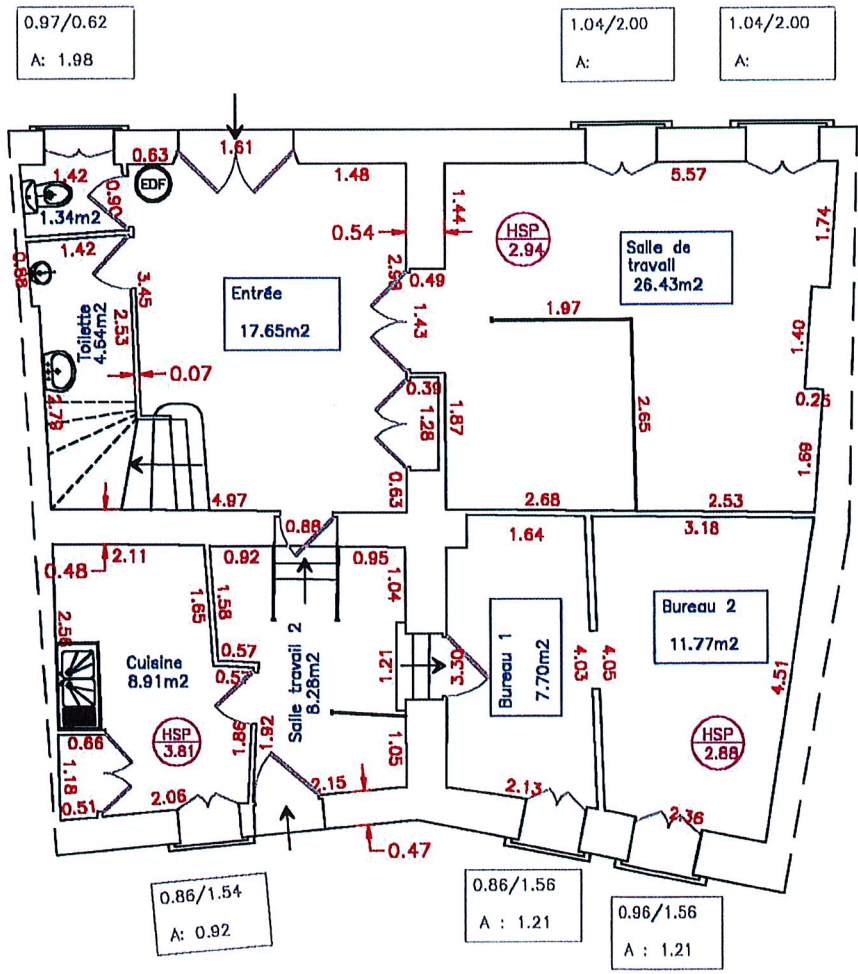 0.97/0.62
A: 1.98
1.04/2.00
A:
1.04/2.00
A:
0.63
1.61
1.48
5.57
1.42
0.90
EDF
1.34m2
1.42
0.88
0.54
1.44
HSP
2.94
Salle de
travail
26.43m2
1.74
3.45
2.53
Toilette
4.64m2
Entrée
17.65m2
0.49
1.43
1.97
1.40
0.07
0.39
1.28
1.87
2.65
0.25
2.79
1.69
0.63
4.97
2.68
2.53
0.88
1.64
3.18
0.48
2.11
0.92
0.95
1.04
1.65
1.58
2.56
Cuisine
8.91m2
0.57
Salle travail 2
8.28m2
1.21
3.30
Bureau 1
7.70m2
4.03
4.05
Bureau 2
11.77m2
4.51
HSP
3.81
1.98
1.92
HSP
2.88
0.66
1.18
0.51
2.06
2.15
1.05
2.13
2.36
0.47
0.86/1.54
A: 0.92
0.86/1.56
A : 1.21
0.96/1.56
A : 1.21